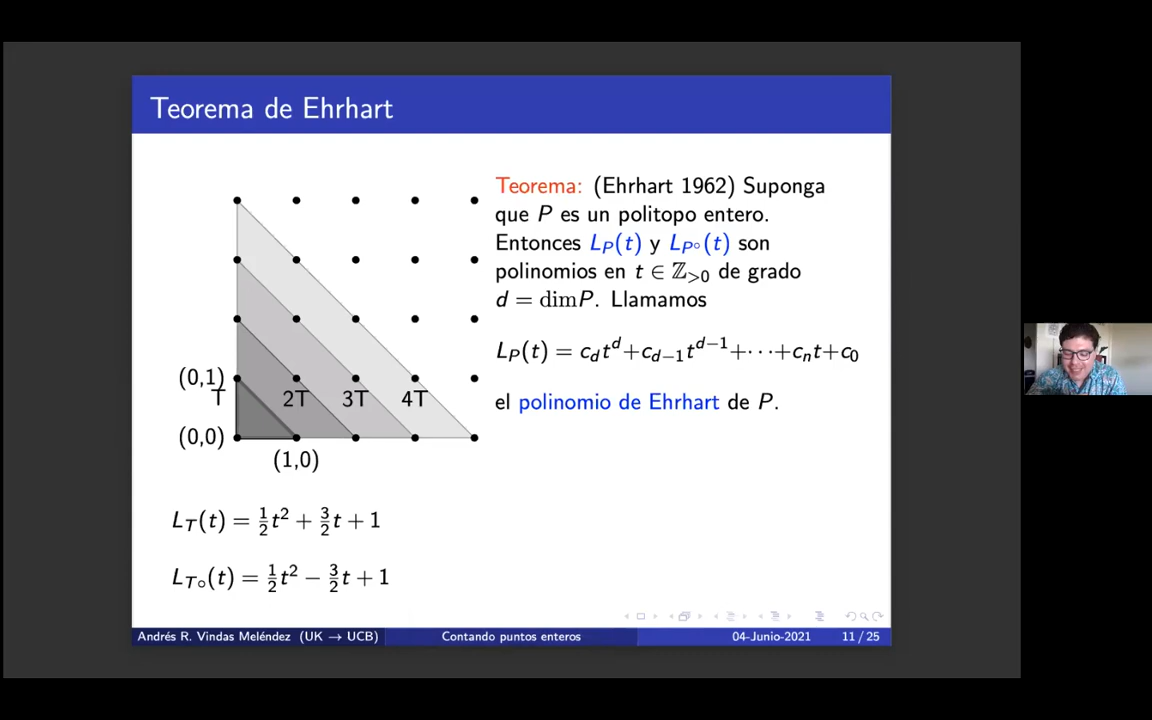 Teorema de Ehrhart
Teorema: (Ehrhart 1962) Suponga
que P es un politopo entero.
Entonces L_P(t) y L_{P°}(t) son
polinomios en t ∈ ℤ_{>0} de grado
d = dimP. Llamamos
L_P(t) = c_d t^d + c_{d−1} t^{d−1} + ⋯ + c_n t + c_0
el polinomio de Ehrhart de P.
(0,1)
T
2T
3T
4T
(0,0)
(1,0)
L_T(t) = ½t² + 3/2 t + 1
L_{T°}(t) = ½t² − 3/2 t + 1
Andrés R. Vindas Meléndez (UK → UCB)
Contando puntos enteros
04-Junio-2021
11 / 25